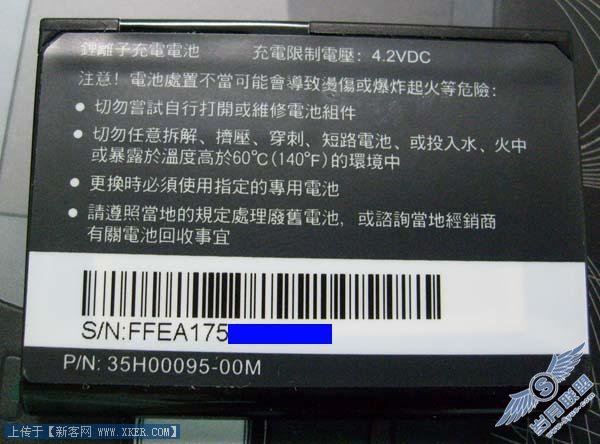 鋰離子充電電池 充電限制電壓：4.2VDC
注意！電池處置不當可能會導致燙傷或爆炸起火等危險：
● 切勿嘗試自行打開或維修電池組件
● 切勿任意拆解、擠壓、穿刺、短路電池、或投入水、火中
或暴露於溫度高於60°C(140°F)的環境中
● 更換時必須使用指定的專用電池
● 請遵照當地的規定處理廢舊電池，或諮詢當地經銷商
有關電池回收事宜
S/N:FFEA175
P/N: 35H00095-00M
上传于【新客网 www.XKER.com】